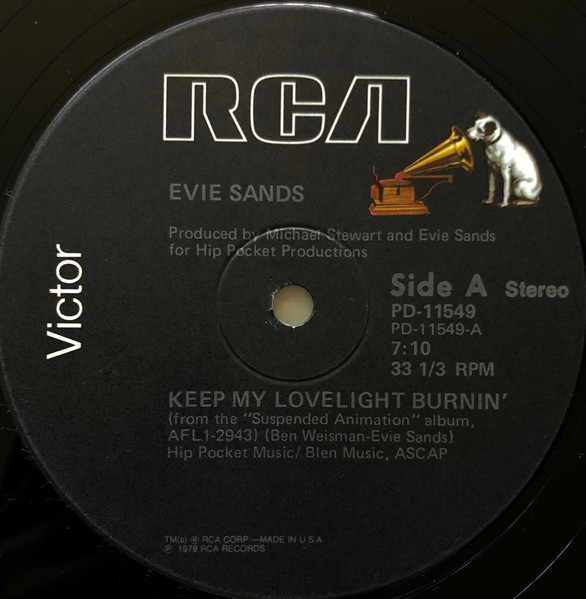 RCA
EVIE SANDS
Produced by Michael Stewart and Evie Sands
for Hip Pocket Productions
Victor
Side A Stereo
PD-11549
PD-11549-A
7:10
33 1/3 RPM
KEEP MY LOVELIGHT BURNIN'
(from the "Suspended Animation" album,
AFL1-2943) (Ben Weisman-Evie Sands)
Hip Pocket Music/ Blen Music, ASCAP
TM(s) ® RCA CORP.—MADE IN U.S.A
℗ 1979 RCA RECORDS